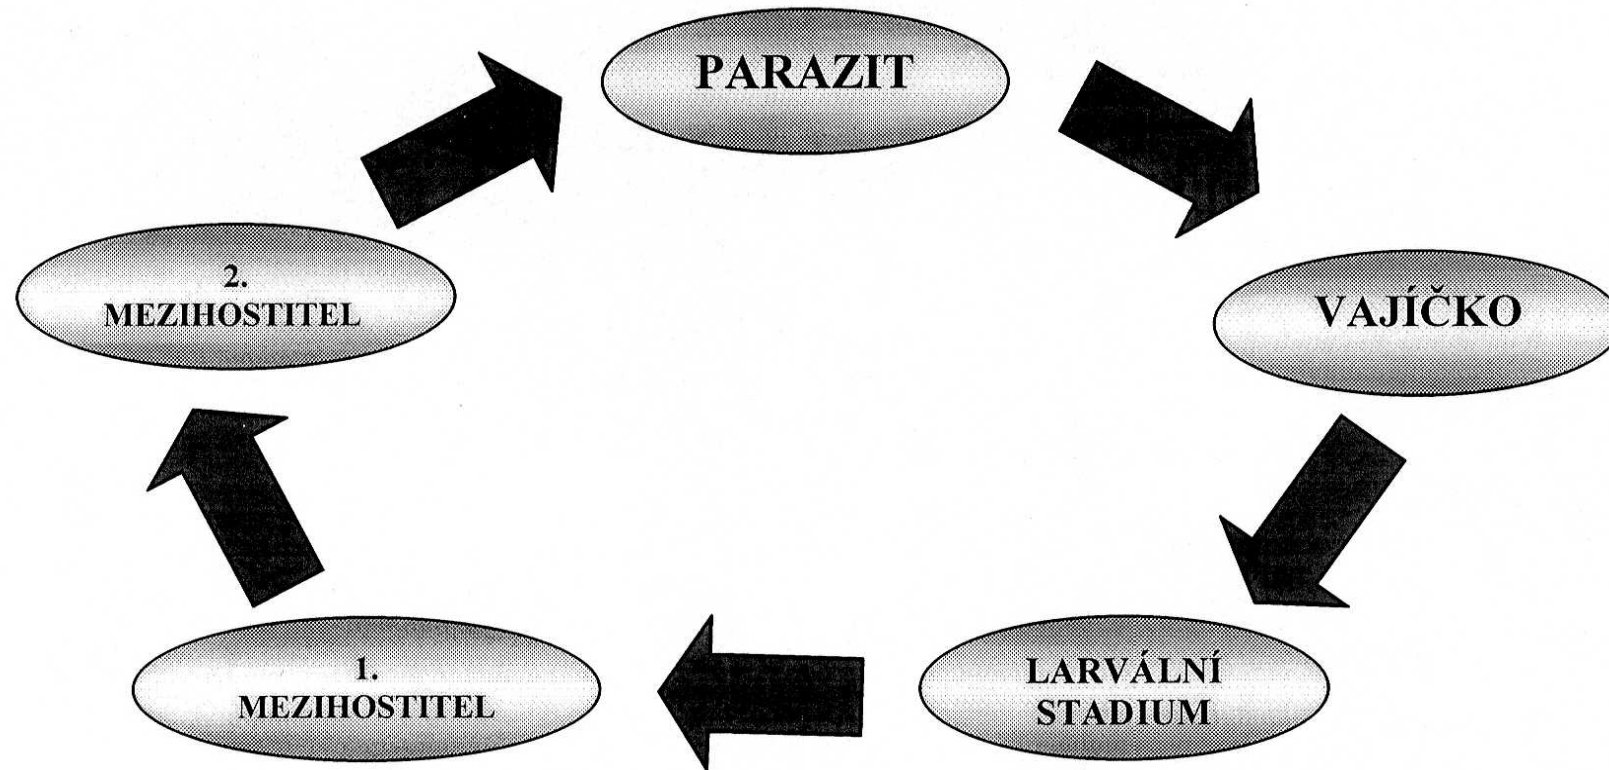 PARAZIT
VAJÍČKO
LARVÁLNÍ
STADIUM
1.
MEZIHOSTITEL
2.
MEZIHOSTITEL